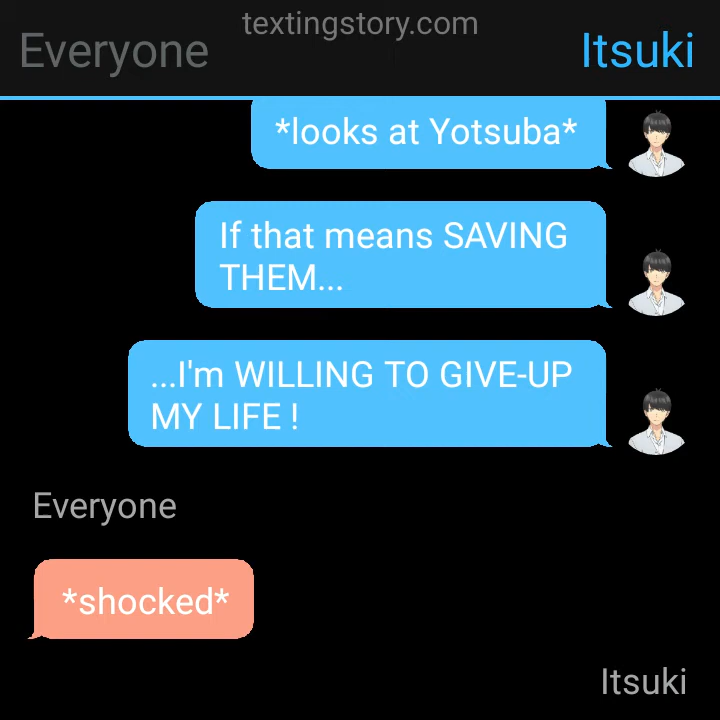 textingstory.com
Everyone
Itsuki
*looks at Yotsuba*
If that means SAVING
THEM...
...I'm WILLING TO GIVE-UP
MY LIFE !
Everyone
*shocked*
Itsuki